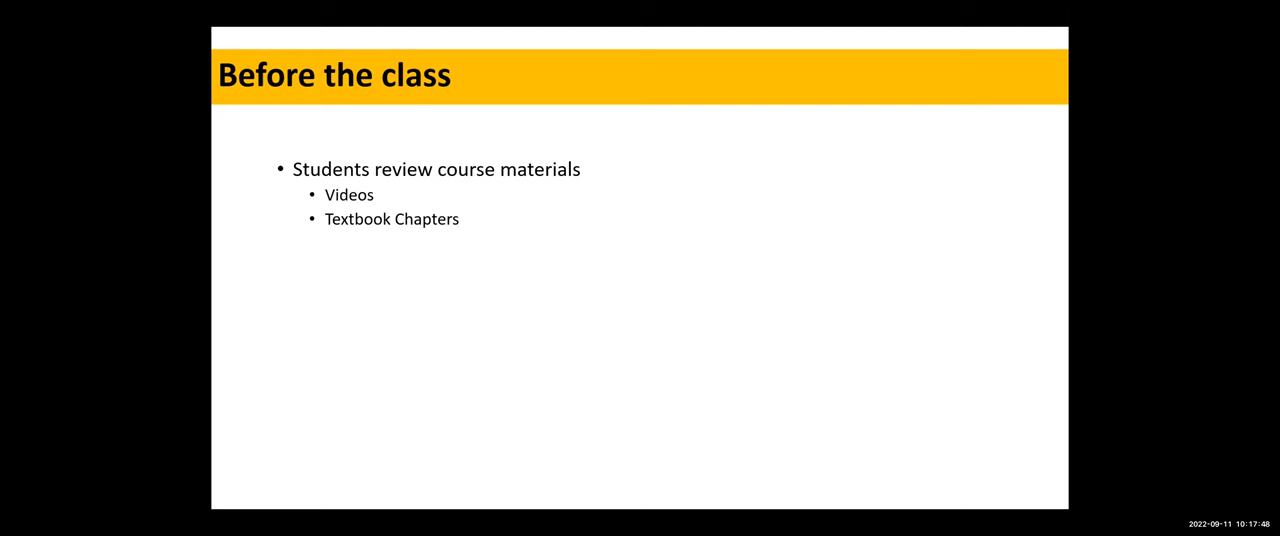 Before the class
• Students review course materials
• Videos
• Textbook Chapters
2022-09-11 10:17:48